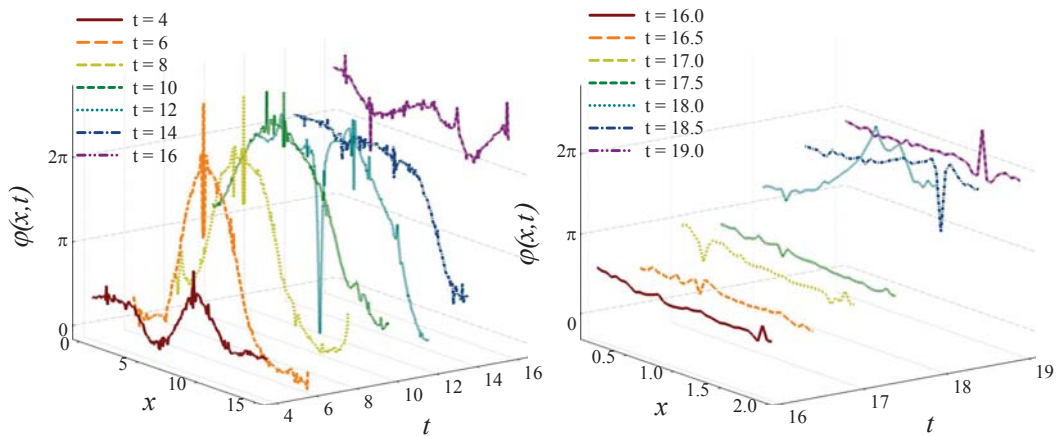 t = 4
t = 6
t = 8
t = 10
t = 12
t = 14
t = 16
φ(x,t)
2π
π
0
0
5
10
15
x
4
6
8
10
12
14
16
t
t = 16.0
t = 16.5
t = 17.0
t = 17.5
t = 18.0
t = 18.5
t = 19.0
φ(x,t)
2π
π
0
0.5
1.0
1.5
2.0
x
16
17
18
19
t